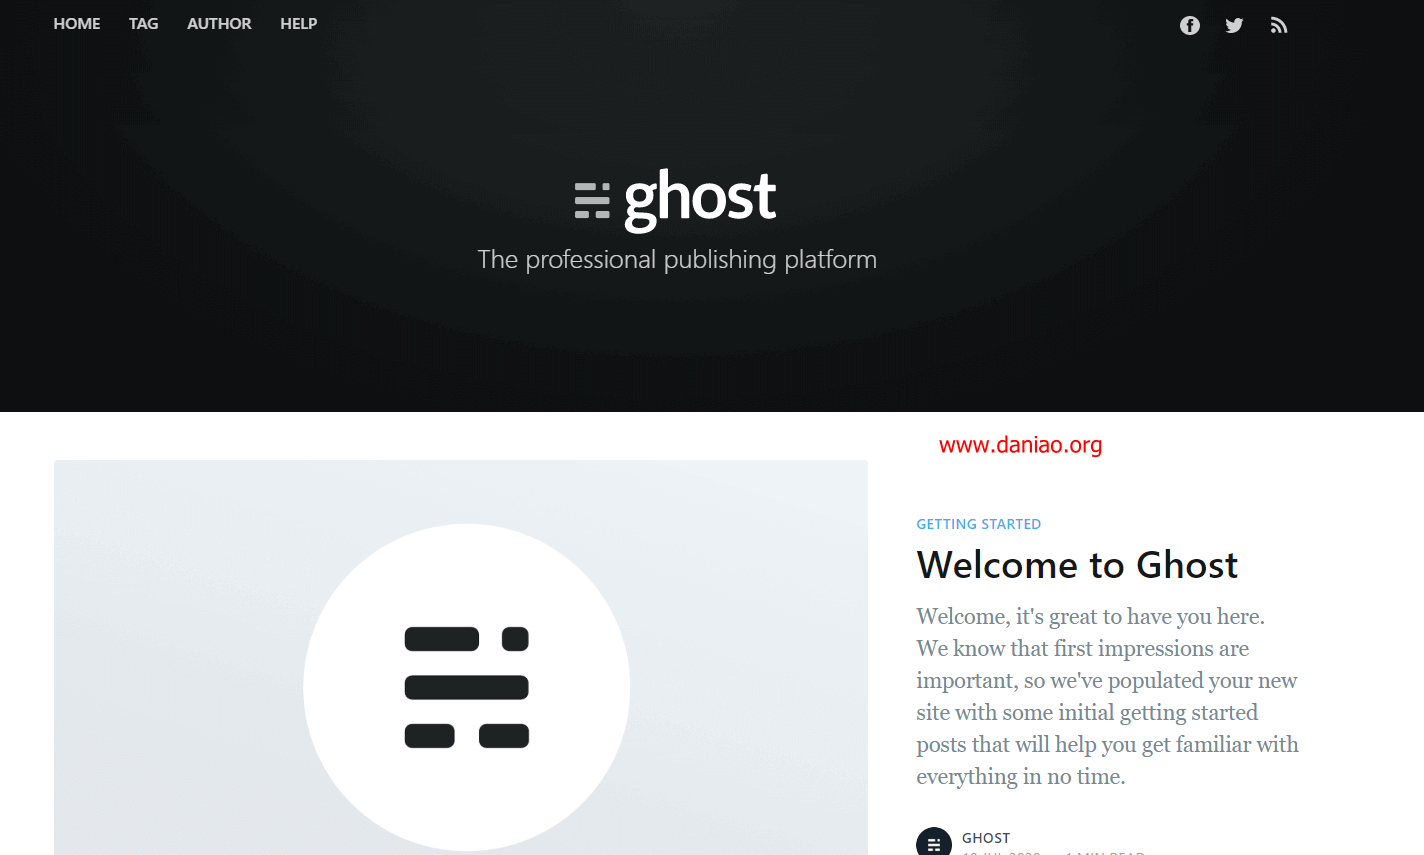 HOME TAG AUTHOR HELP
ghost
The professional publishing platform
www.daniao.org
GETTING STARTED
Welcome to Ghost
Welcome, it's great to have you here.
We know that first impressions are
important, so we've populated your new
site with some initial getting started
posts that will help you get familiar with
everything in no time.
GHOST